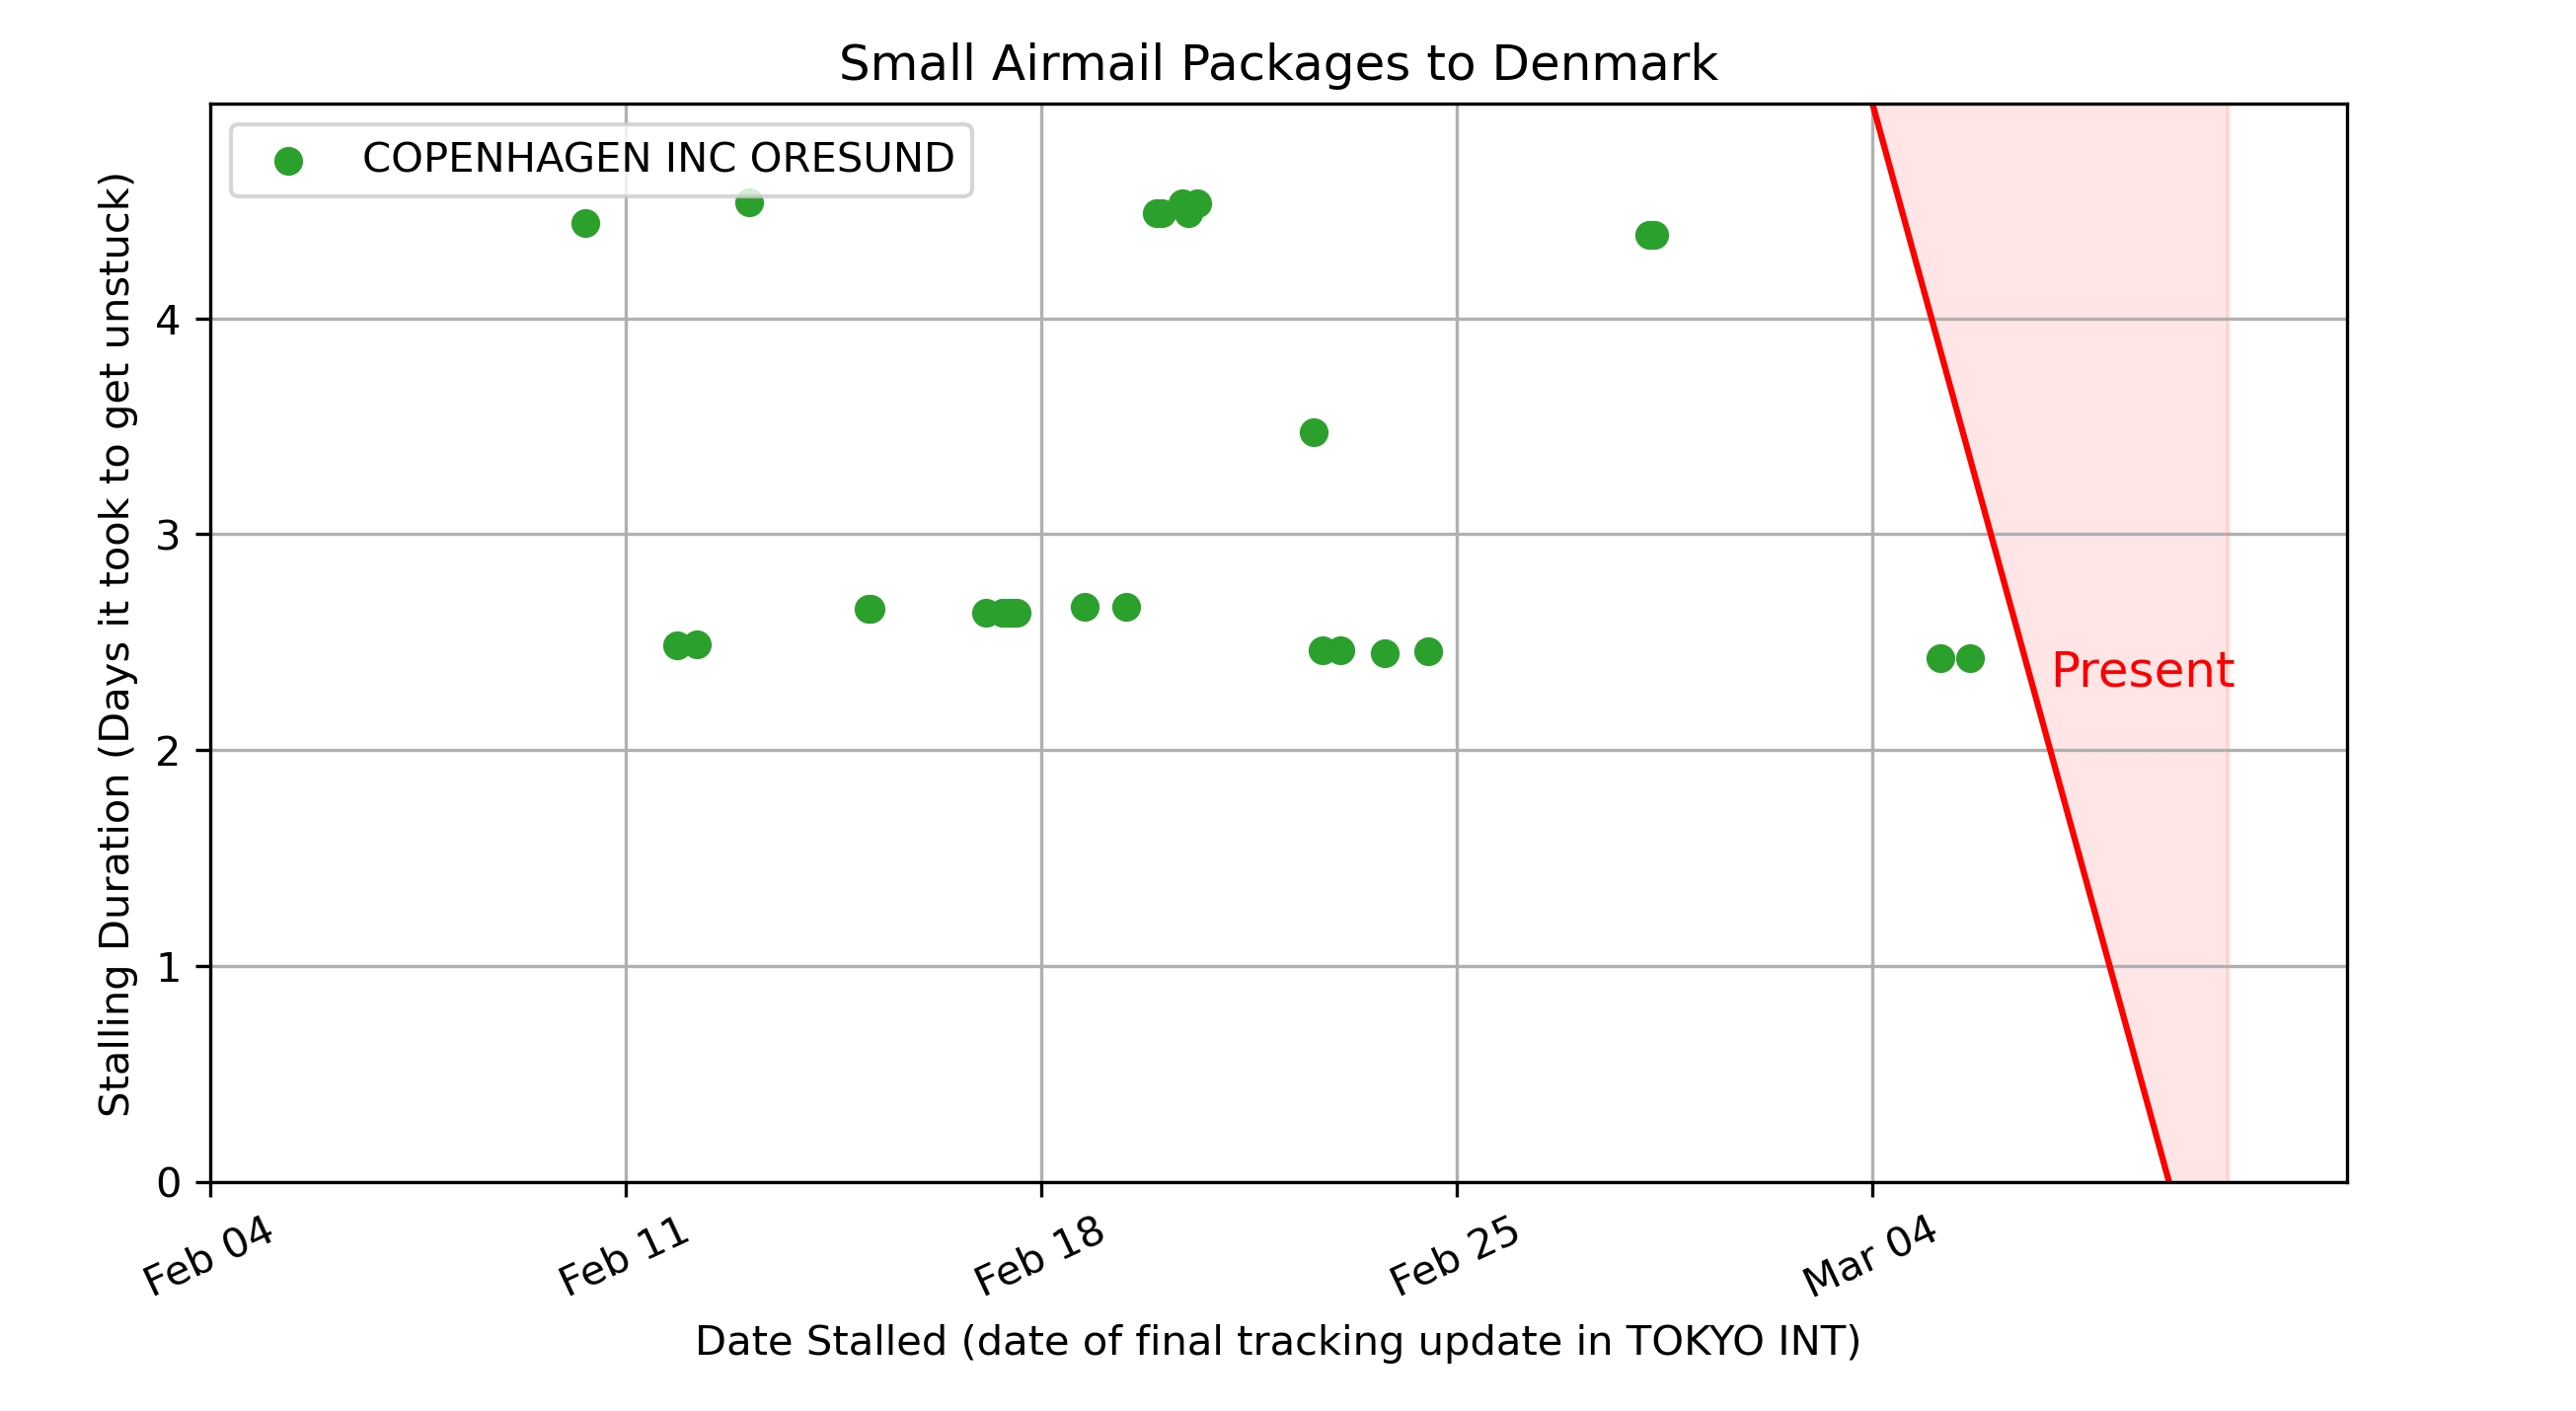 Small Airmail Packages to Denmark
COPENHAGEN INC ORESUND
Stalling Duration (Days it took to get unstuck)
4
3
2
1
0
Present
Feb 04
Feb 11
Feb 18
Feb 25
Mar 04
Date Stalled (date of final tracking update in TOKYO INT)